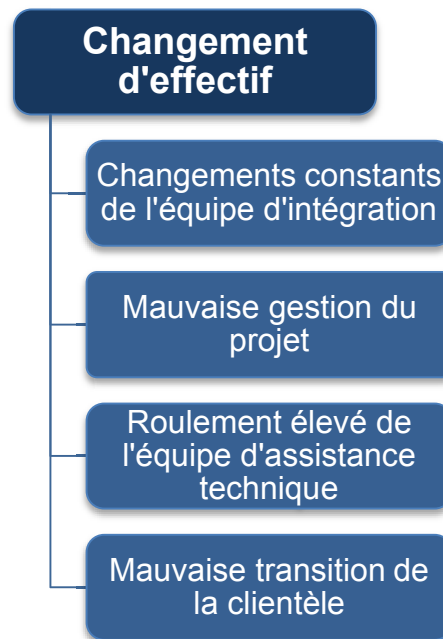 Changement
d'effectif
Changements constants
de l'équipe d'intégration
Mauvaise gestion du
projet
Roulement élevé de
l'équipe d'assistance
technique
Mauvaise transition de
la clientèle